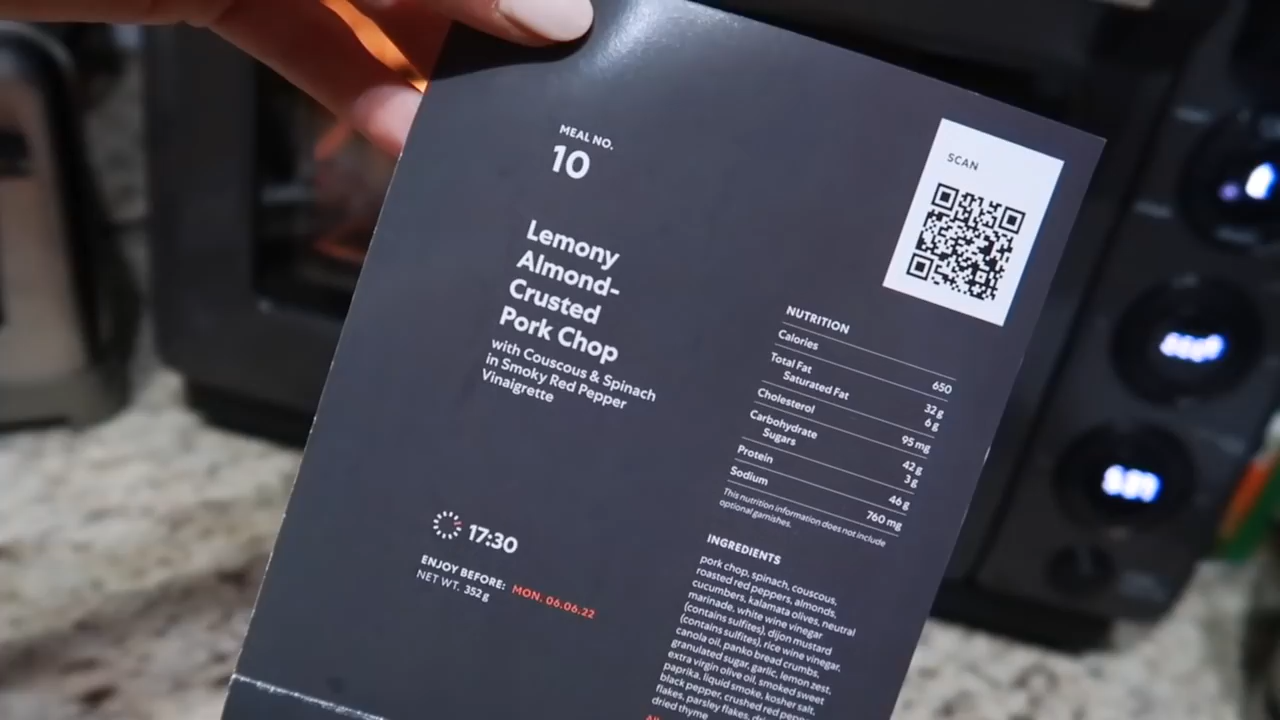 MEAL NO.
10
Lemony
Almond-
Crusted
Pork Chop
with Couscous & Spinach
in Smoky Red Pepper
Vinaigrette
17:30
ENJOY BEFORE: MON. 06.06.22
NET WT. 352g
SCAN
NUTRITION
Calories 650
Total Fat 32 g
Saturated Fat 6 g
Cholesterol 95 mg
Carbohydrate 42 g
Sugars 3 g
Protein 46 g
Sodium 760 mg
This nutrition information does not include
optional garnishes.
INGREDIENTS
pork chop, spinach, couscous,
roasted red peppers, almonds,
cucumbers, kalamata olives, neutral
marinade, white wine vinegar
(contains sulfites), dijon mustard
(contains sulfites), rice wine vinegar,
canola oil, panko bread crumbs,
granulated sugar, garlic, lemon zest,
extra virgin olive oil, smoked sweet
paprika, liquid smoke, kosher salt,
black pepper, crushed red pepper
flakes, parsley flakes,
dried thyme